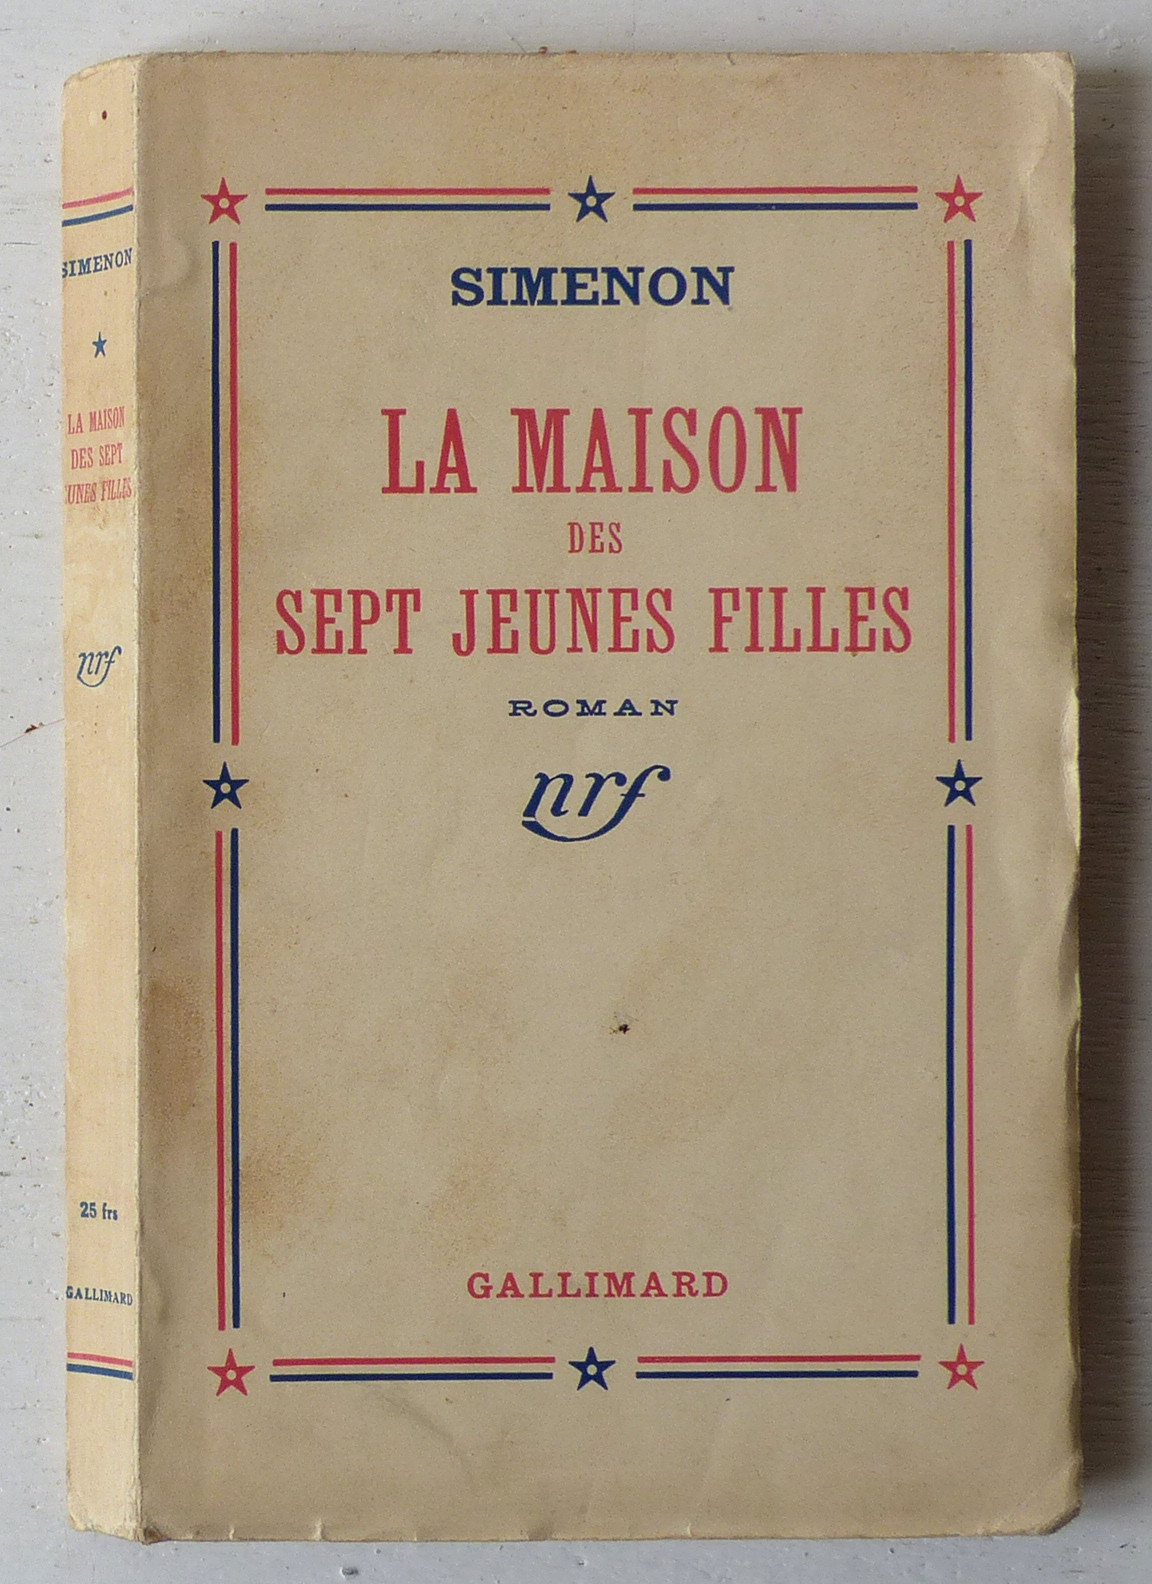 SIMENON
LA MAISON
DES SEPT
JEUNES FILLES
nrf
25 frs
GALLIMARD
SIMENON
LA MAISON
DES
SEPT JEUNES FILLES
ROMAN
nrf
GALLIMARD